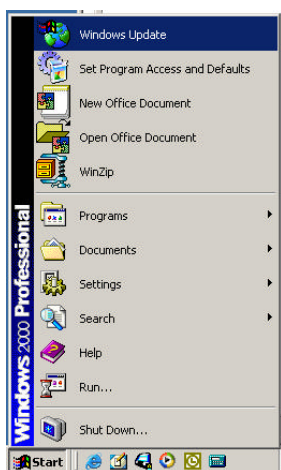 Windows Update
Set Program Access and Defaults
New Office Document
Open Office Document
WinZip
Programs
Documents
Settings
Search
Help
Run...
Shut Down...
Windows 2000 Professional
Start